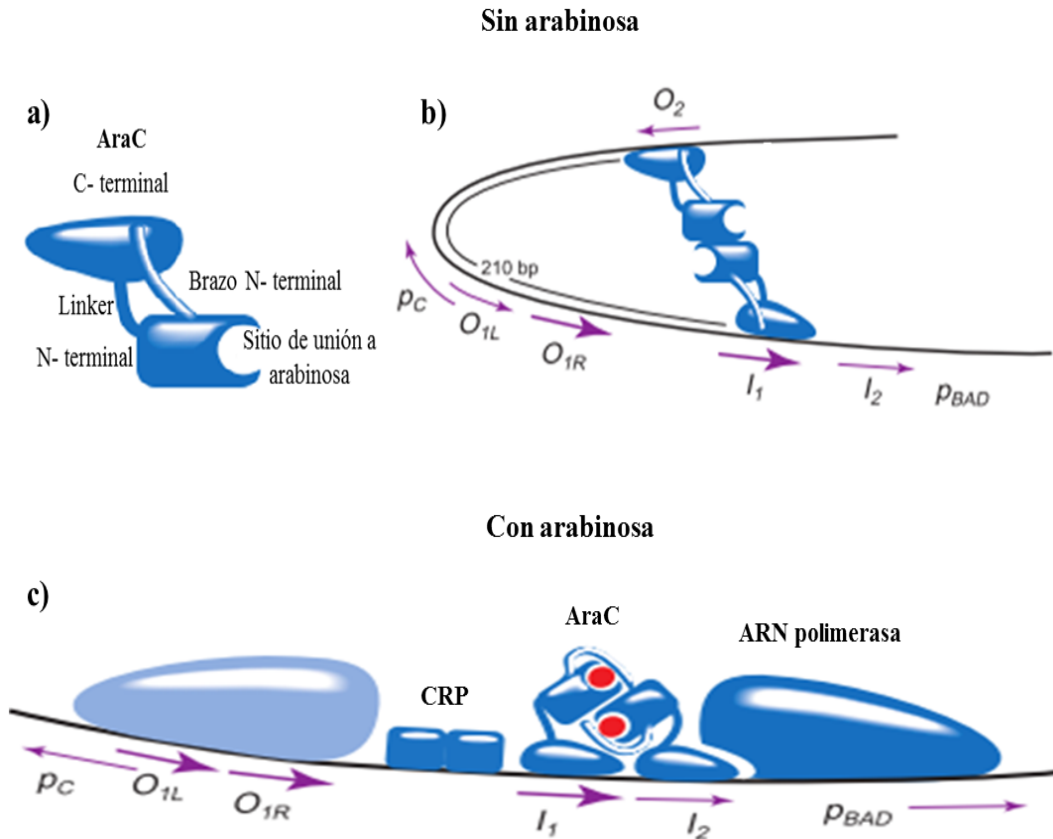 Sin arabinosa
a)
AraC
C- terminal
Linker
Brazo N- terminal
N- terminal
Sitio de unión a
arabinosa
b)
O2
210 bp
pC
O1L
O1R
I1
I2
pBAD
Con arabinosa
c)
AraC
ARN polimerasa
CRP
pC
O1L
O1R
I1
I2
pBAD